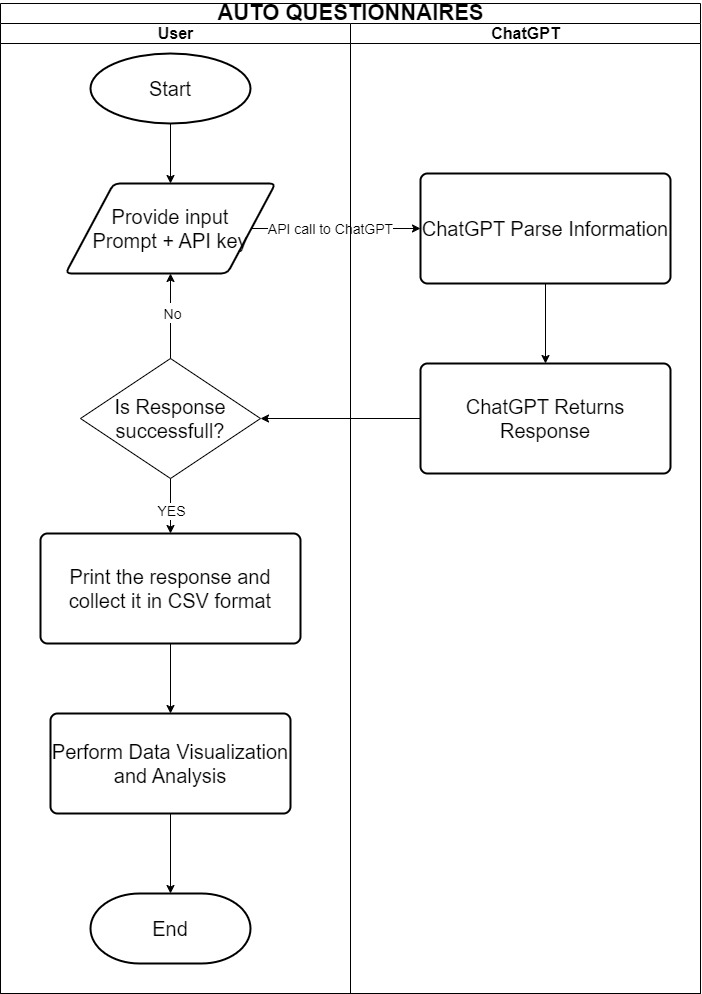 AUTO QUESTIONNAIRES
User
ChatGPT
Start
Provide input
Prompt + API key
API call to ChatGPT
ChatGPT Parse Information
No
Is Response
successfull?
ChatGPT Returns
Response
YES
Print the response and
collect it in CSV format
Perform Data Visualization
and Analysis
End